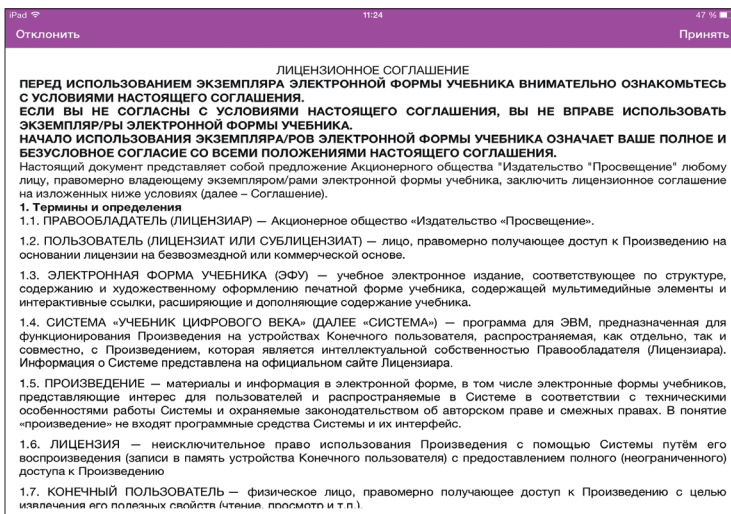 iPad 11:24 47 %
Отклонить Принять
ЛИЦЕНЗИОННОЕ СОГЛАШЕНИЕ
ПЕРЕД ИСПОЛЬЗОВАНИЕМ ЭКЗЕМПЛЯРА ЭЛЕКТРОННОЙ ФОРМЫ УЧЕБНИКА ВНИМАТЕЛЬНО ОЗНАКОМЬТЕСЬ
С УСЛОВИЯМИ НАСТОЯЩЕГО СОГЛАШЕНИЯ.
ЕСЛИ ВЫ НЕ СОГЛАСНЫ С УСЛОВИЯМИ НАСТОЯЩЕГО СОГЛАШЕНИЯ, ВЫ НЕ ВПРАВЕ ИСПОЛЬЗОВАТЬ
ЭКЗЕМПЛЯР/РЫ ЭЛЕКТРОННОЙ ФОРМЫ УЧЕБНИКА.
НАЧАЛО ИСПОЛЬЗОВАНИЯ ЭКЗЕМПЛЯРА/РОВ ЭЛЕКТРОННОЙ ФОРМЫ УЧЕБНИКА ОЗНАЧАЕТ ВАШЕ ПОЛНОЕ И
БЕЗУСЛОВНОЕ СОГЛАСИЕ СО ВСЕМИ ПОЛОЖЕНИЯМИ НАСТОЯЩЕГО СОГЛАШЕНИЯ.
Настоящий документ представляет собой предложение Акционерного общества "Издательство "Просвещение" любому
лицу, правомерно владеющему экземпляром/рами электронной формы учебника, заключить лицензионное соглашение
на изложенных ниже условиях (далее – Соглашение).
1. Термины и определения
1.1. ПРАВООБЛАДАТЕЛЬ (ЛИЦЕНЗИАР) — Акционерное общество «Издательство «Просвещение».
1.2. ПОЛЬЗОВАТЕЛЬ (ЛИЦЕНЗИАТ ИЛИ СУБЛИЦЕНЗИАТ) — лицо, правомерно получающее доступ к Произведению на
основании лицензии на безвозмездной или коммерческой основе.
1.3. ЭЛЕКТРОННАЯ ФОРМА УЧЕБНИКА (ЭФУ) — учебное электронное издание, соответствующее по структуре,
содержанию и художественному оформлению печатной форме учебника, содержащей мультимедийные элементы и
интерактивные ссылки, расширяющие и дополняющие содержание учебника.
1.4. СИСТЕМА «УЧЕБНИК ЦИФРОВОГО ВЕКА» (ДАЛЕЕ «СИСТЕМА») — программа для ЭВМ, предназначенная для
функционирования Произведения на устройствах Конечного пользователя, распространяемая, как отдельно, так и
совместно, с Произведением, которая является интеллектуальной собственностью Правообладателя (Лицензиара).
Информация о Системе представлена на официальном сайте Лицензиара.
1.5. ПРОИЗВЕДЕНИЕ — материалы и информация в электронной форме, в том числе электронные формы учебников,
представляющие интерес для пользователей и распространяемые в Системе в соответствии с техническими
особенностями работы Системы и охраняемые законодательством об авторском праве и смежных правах. В понятие
«произведение» не входят программные средства Системы и их интерфейс.
1.6. ЛИЦЕНЗИЯ — неисключительное право использования Произведения с помощью Системы путём его
воспроизведения (записи в память устройства Конечного пользователя) с предоставлением полного (неограниченного)
доступа к Произведению
1.7. КОНЕЧНЫЙ ПОЛЬЗОВАТЕЛЬ — физическое лицо, правомерно получающее доступ к Произведению с целью
извлечения его полезных свойств (чтение, просмотр и т.п.).